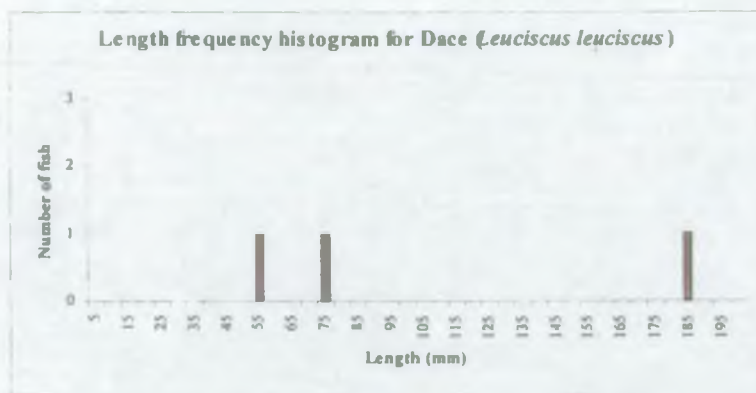 Length frequency histogram for Dace (Leuciscus leuciscus)
3
2
1
0
Number of fish
5 15 25 35 45 55 65 75 85 95 105 115 125 135 145 155 165 175 185 195
Length (mm)